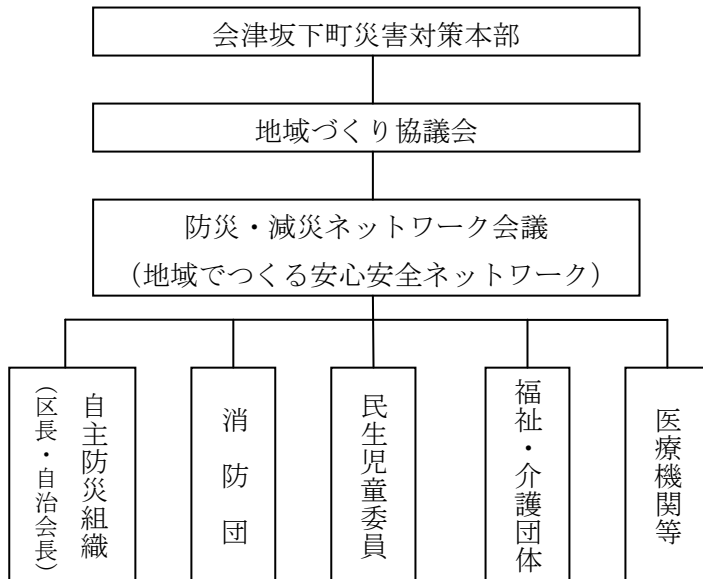 会津坂下町災害対策本部
地域づくり協議会
防災・減災ネットワーク会議
（地域でつくる安心安全ネットワーク）
自主防災組織
（区長・自治会長）
消防団
民生児童委員
福祉・介護団体
医療機関等